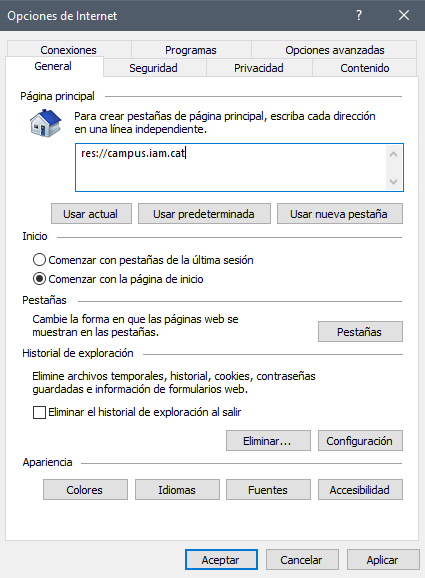 Opciones de Internet
?
Conexiones Programas Opciones avanzadas
General Seguridad Privacidad Contenido
Página principal
Para crear pestañas de página principal, escriba cada dirección
en una línea independiente.
res://campus.iam.cat
Usar actual Usar predeterminada Usar nueva pestaña
Inicio
Comenzar con pestañas de la última sesión
Comenzar con la página de inicio
Pestañas
Cambie la forma en que las páginas web se
muestran en las pestañas.
Pestañas
Historial de exploración
Elimine archivos temporales, historial, cookies, contraseñas
guardadas e información de formularios web.
Eliminar el historial de exploración al salir
Eliminar... Configuración
Apariencia
Colores Idiomas Fuentes Accesibilidad
Aceptar Cancelar Aplicar